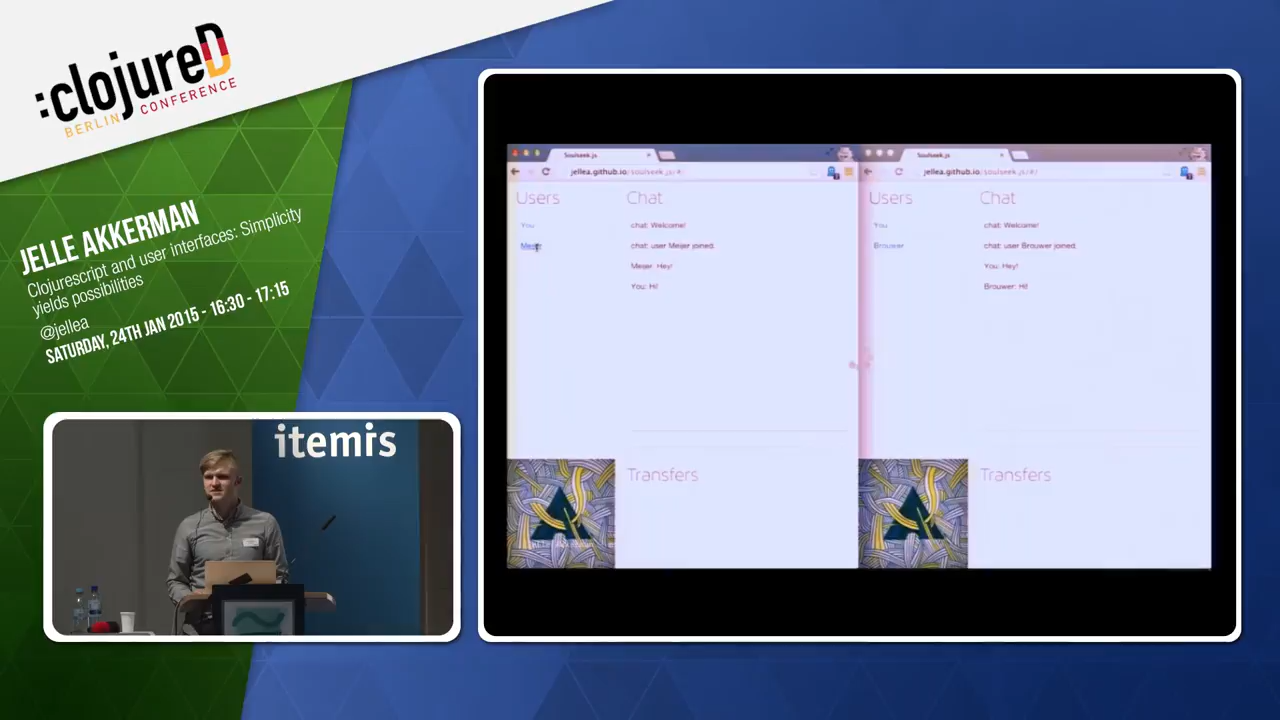 :clojureD
BERLIN CONFERENCE
JELLE AKKERMAN
Clojurescript and user interfaces: Simplicity
yields possibilities
@jellea
SATURDAY, 24TH JAN 2015 - 16:30 - 17:15
itemis
Soulseek.js
jellea.github.io/soulseek.js/#/
Users
You
Meijer
Chat
chat: Welcome!
chat: user Meijer joined.
Meijer: Hey!
You: Hi!
Transfers
Soulseek.js
jellea.github.io/soulseek.js/#/
Users
You
Brouwer
Chat
chat: Welcome!
chat: user Brouwer joined.
You: Hey!
Brouwer: Hi!
Transfers